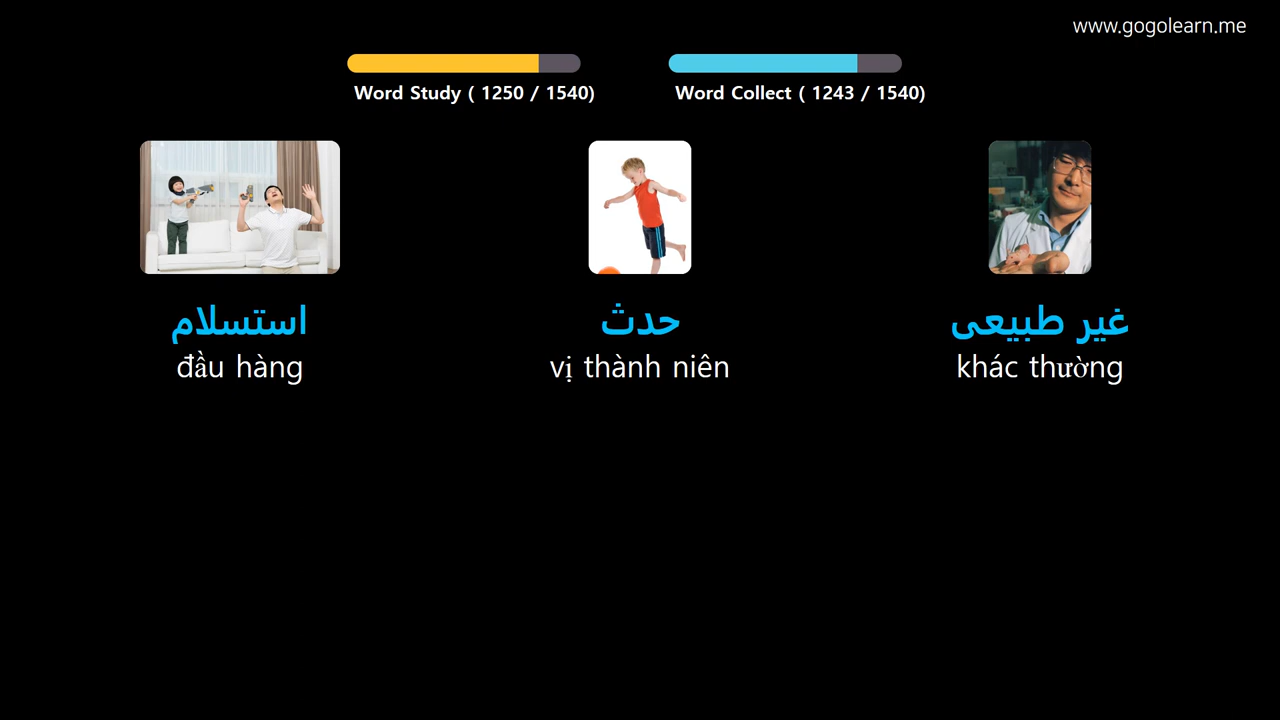 www.gogolearn.me
Word Study ( 1250 / 1540)
Word Collect ( 1243 / 1540)
استسلام
đầu hàng
حدث
vị thành niên
غير طبيعى
khác thường